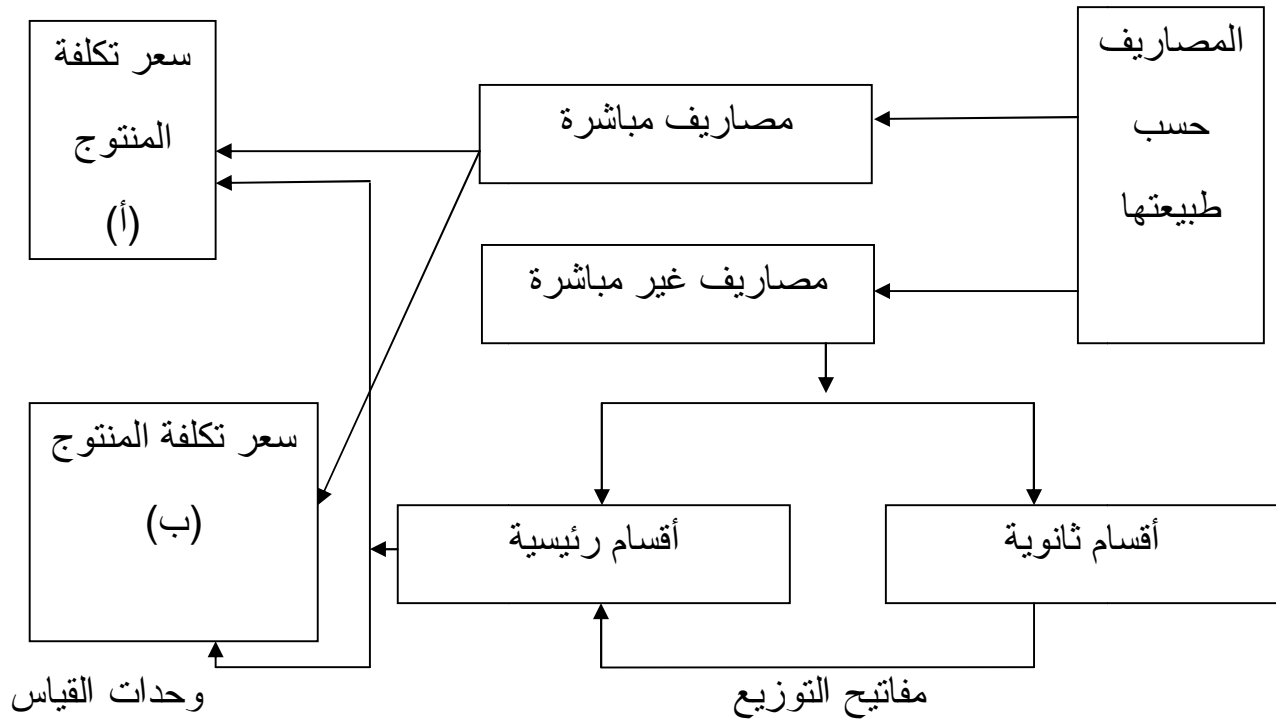 المصاريف
حسب
طبيعتها
مصاريف مباشرة
سعر تكلفة
المنتوج
(أ)
مصاريف غير مباشرة
سعر تكلفة المنتوج
(ب)
أقسام ثانوية
أقسام رئيسية
مفاتيح التوزيع
وحدات القياس